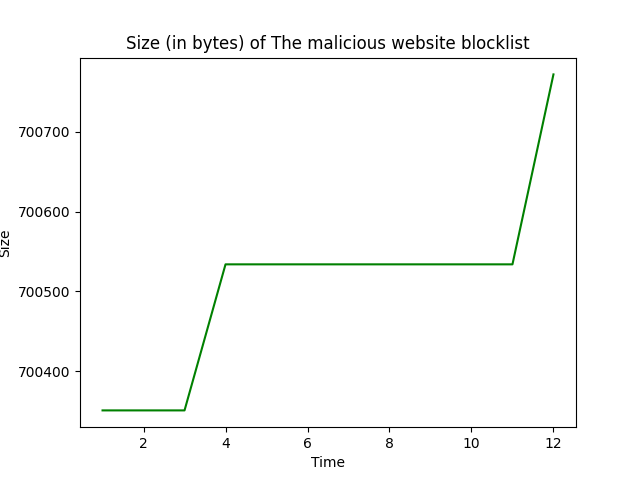 Size (in bytes) of The malicious website blocklist
700700
700600
700500
700400
Size
2 4 6 8 10 12
Time